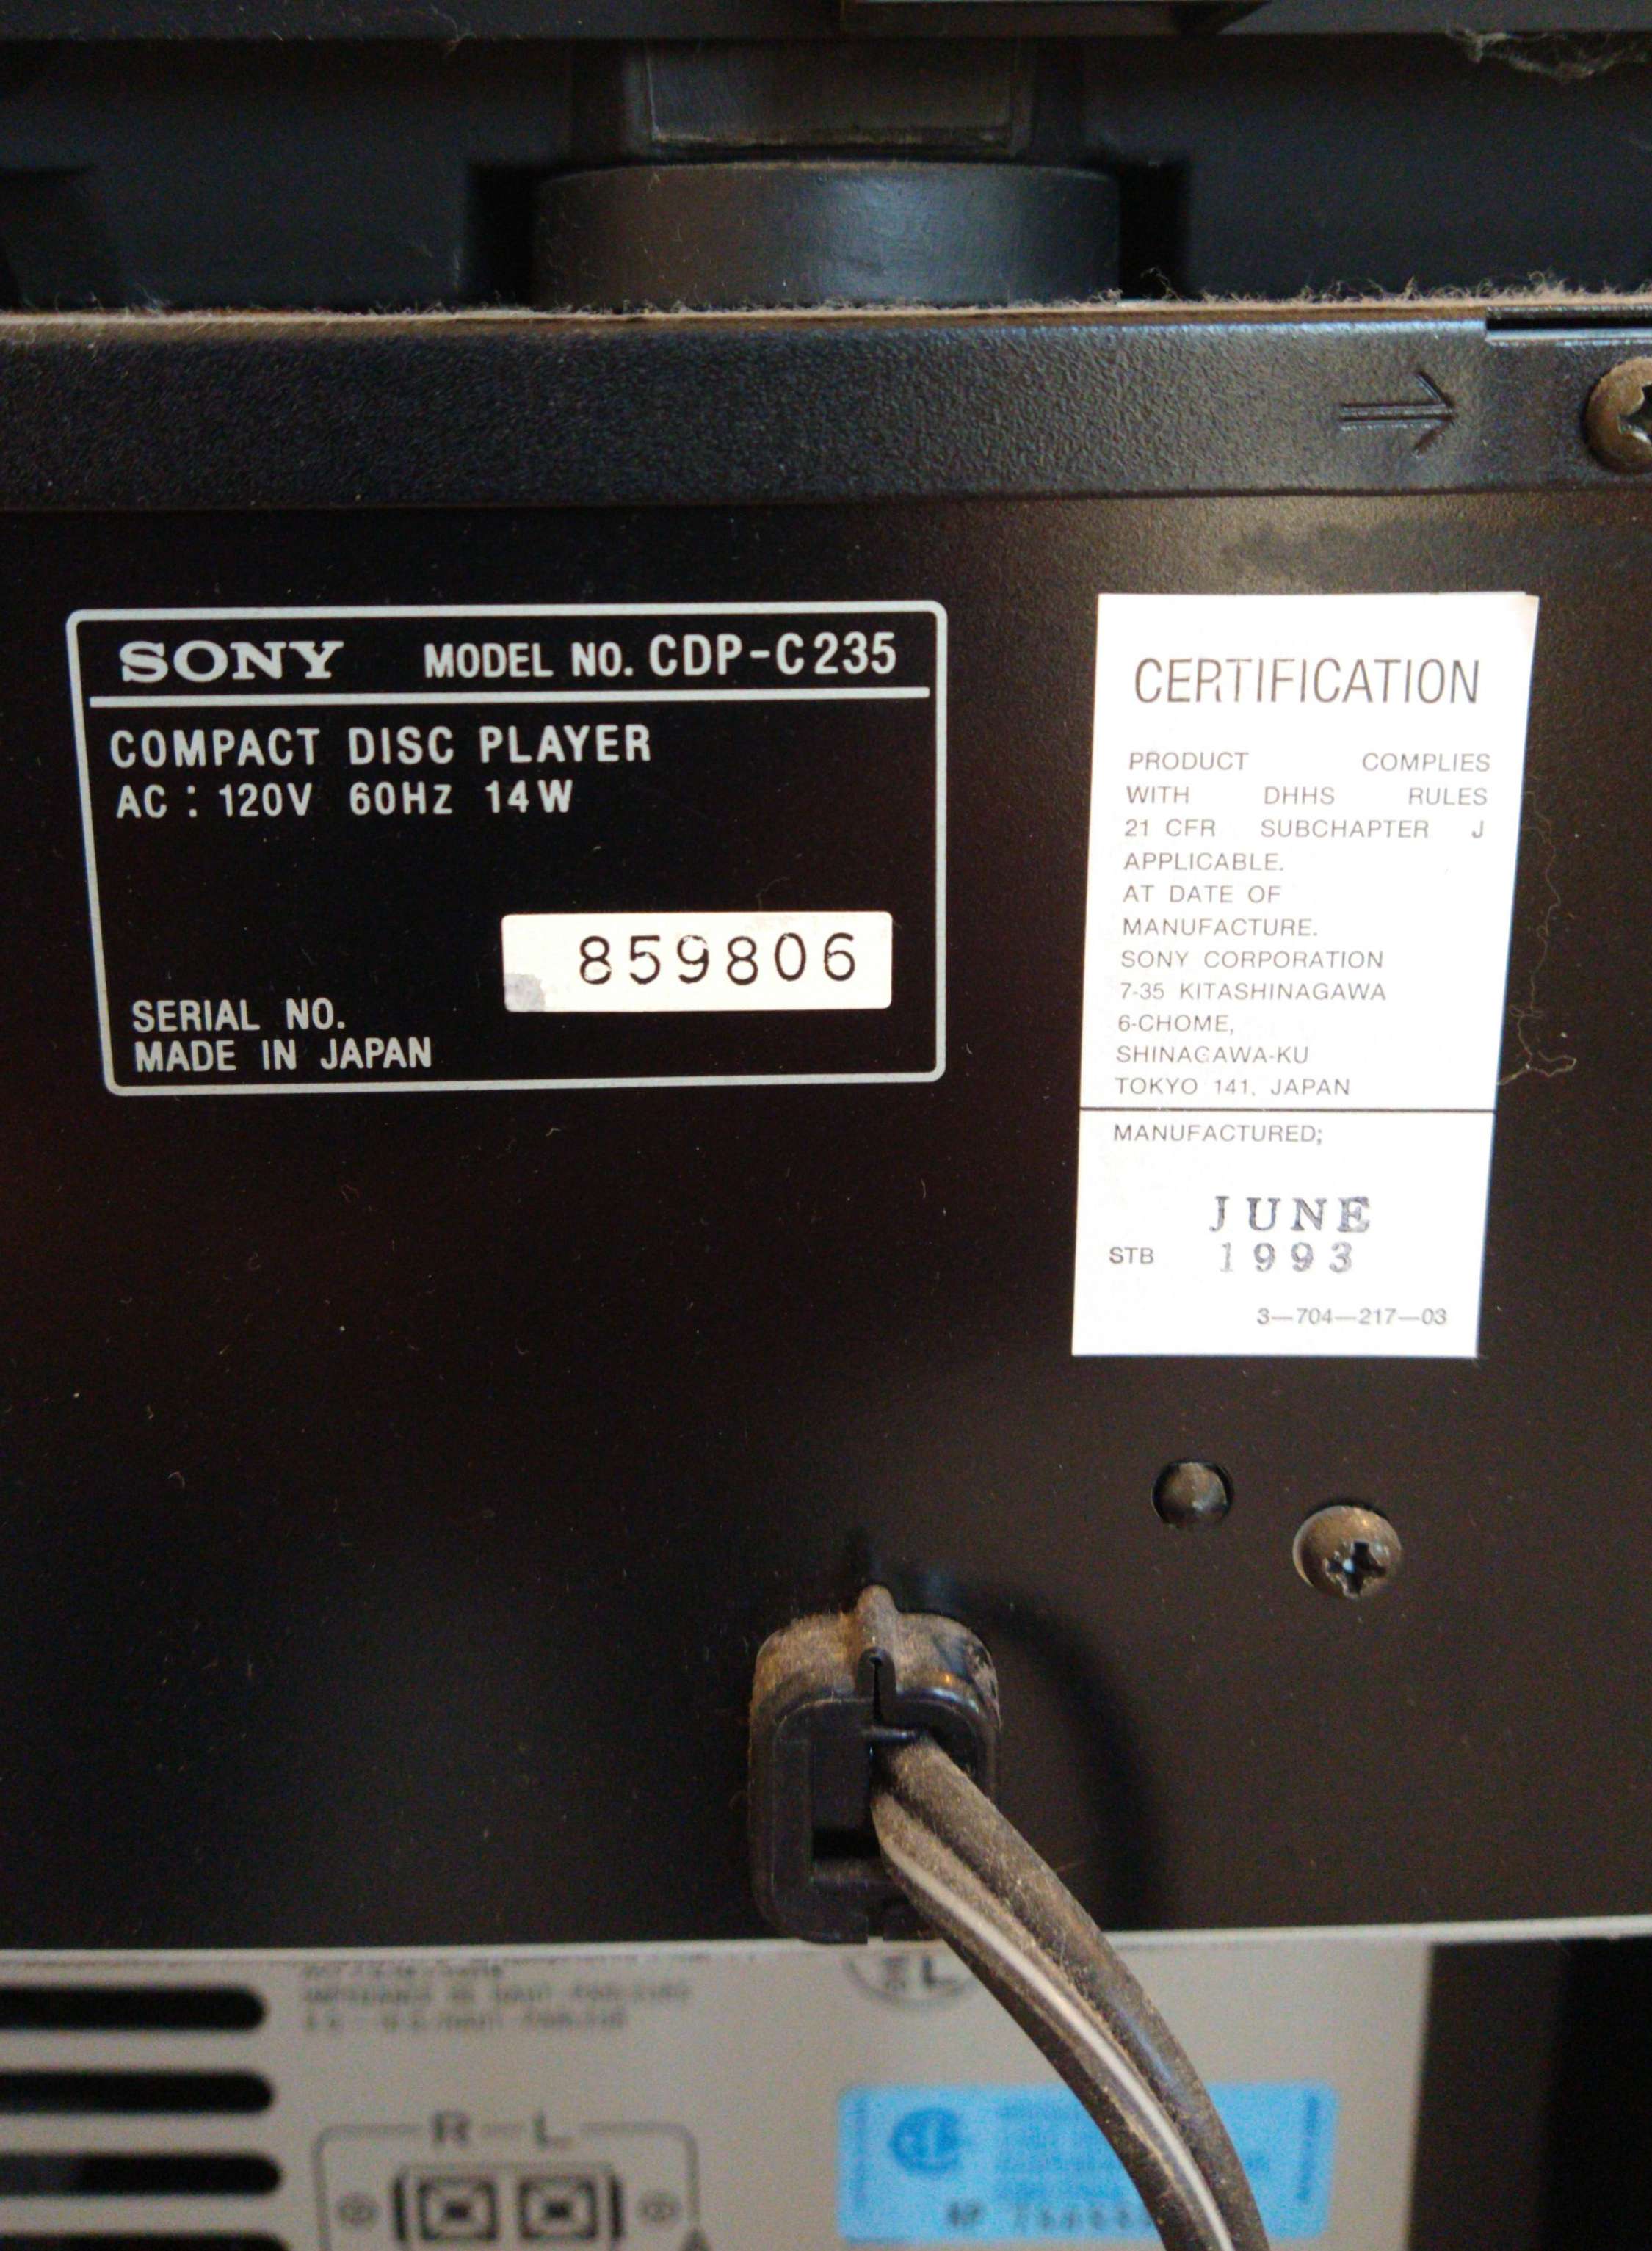 SONY MODEL NO. CDP-C235
COMPACT DISC PLAYER
AC : 120V 60HZ 14W
859806
SERIAL NO.
MADE IN JAPAN
CERTIFICATION
PRODUCT COMPLIES
WITH DHHS RULES
21 CFR SUBCHAPTER J
APPLICABLE.
AT DATE OF
MANUFACTURE.
SONY CORPORATION
7-35 KITASHINAGAWA
6-CHOME,
SHINAGAWA-KU
TOKYO 141, JAPAN
MANUFACTURED;
JUNE
STB 1993
3—704—217—03
R L